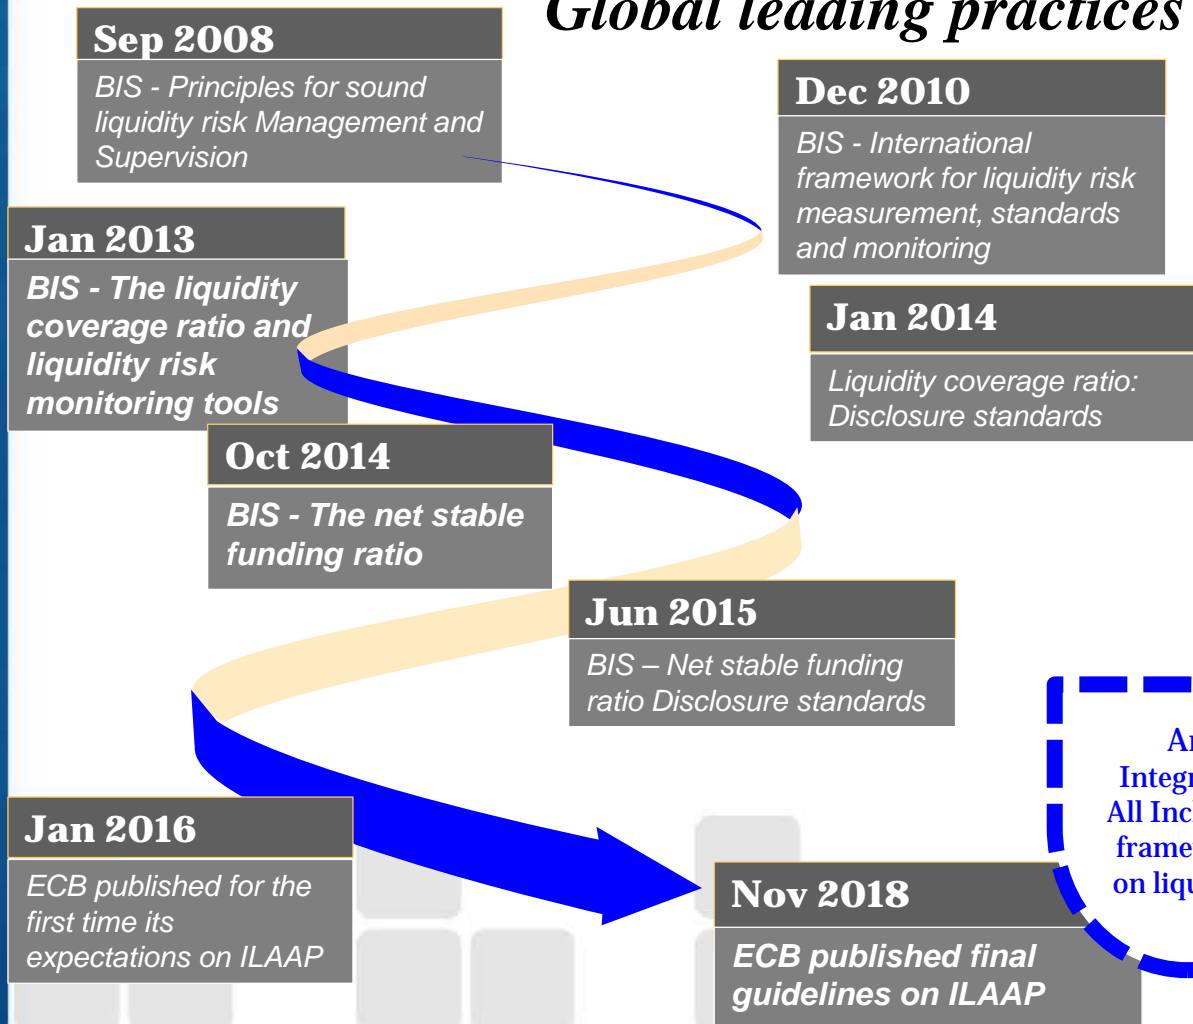 Global leading practices
Sep 2008
BIS - Principles for sound
liquidity risk Management and
Supervision
Dec 2010
BIS - International
framework for liquidity risk
measurement, standards
and monitoring
Jan 2013
BIS - The liquidity
coverage ratio and
liquidity risk
monitoring tools
Jan 2014
Liquidity coverage ratio:
Disclosure standards
Oct 2014
BIS - The net stable
funding ratio
Jun 2015
BIS – Net stable funding
ratio Disclosure standards
Jan 2016
ECB published for the
first time its
expectations on ILAAP
Nov 2018
ECB published final
guidelines on ILAAP
All
on